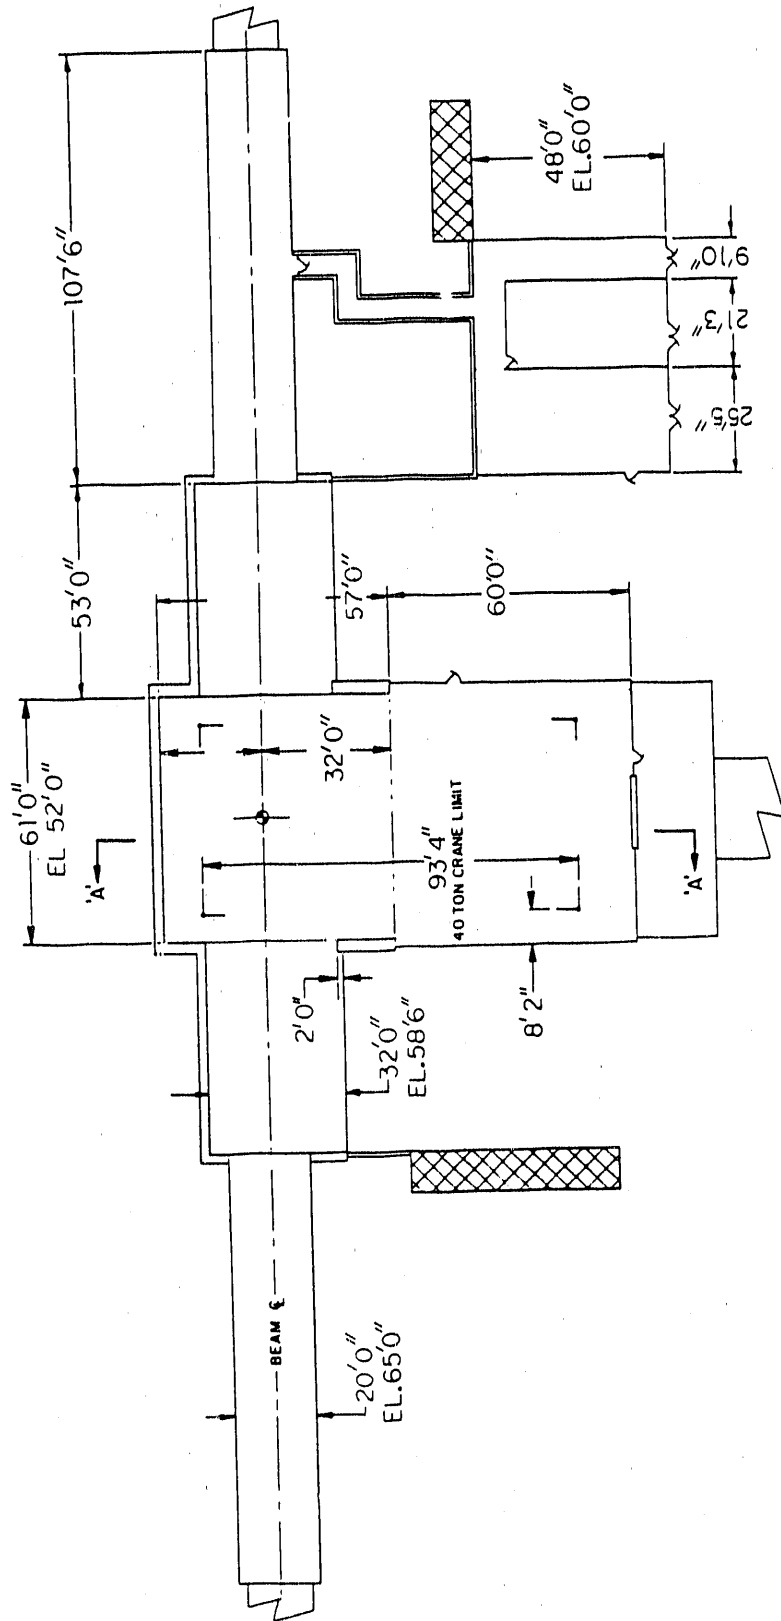 107'6"
48'0"
EL.60'0"
9'10"
21'3"
25'5"
53'0"
57'0"
60'0"
61'0"
EL 52'0"
32'0"
'A'
'A'
93'4"
40 TON CRANE LIMIT
2'0"
32'0"
EL.58'6"
8'2"
BEAM ℄
20'0"
EL.65'0"